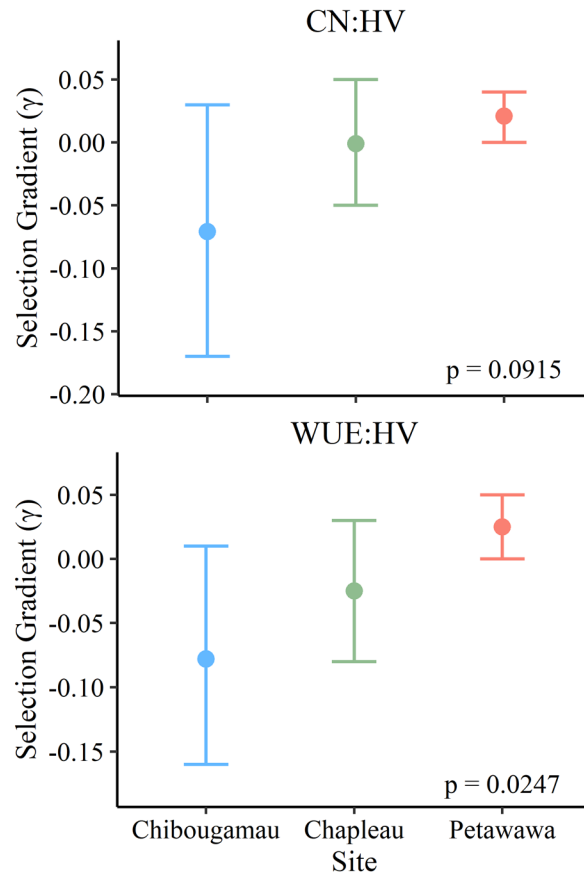 CN:HV
Selection Gradient (γ)
0.05
0.00
-0.05
-0.10
-0.15
-0.20
p = 0.0915
WUE:HV
Selection Gradient (γ)
0.05
0.00
-0.05
-0.10
-0.15
p = 0.0247
Chibougamau Chapleau Petawawa
Site